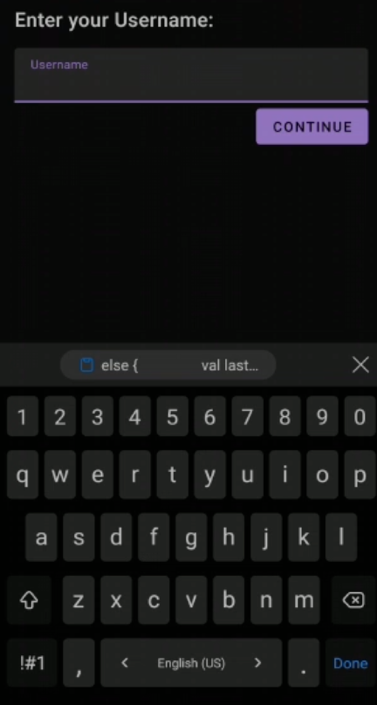 Enter your Username:
Username
CONTINUE
else { val last...
1 2 3 4 5 6 7 8 9 0
q w e r t y u i o p
a s d f g h j k l
z x c v b n m
!#1 , < English (US) > . Done